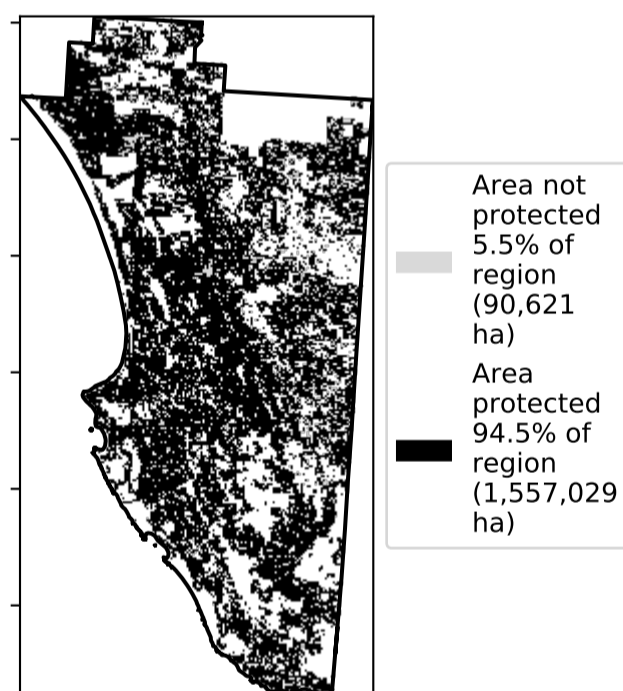 Area not
protected
5.5% of
region
(90,621
ha)
Area
protected
94.5% of
region
(1,557,029
ha)